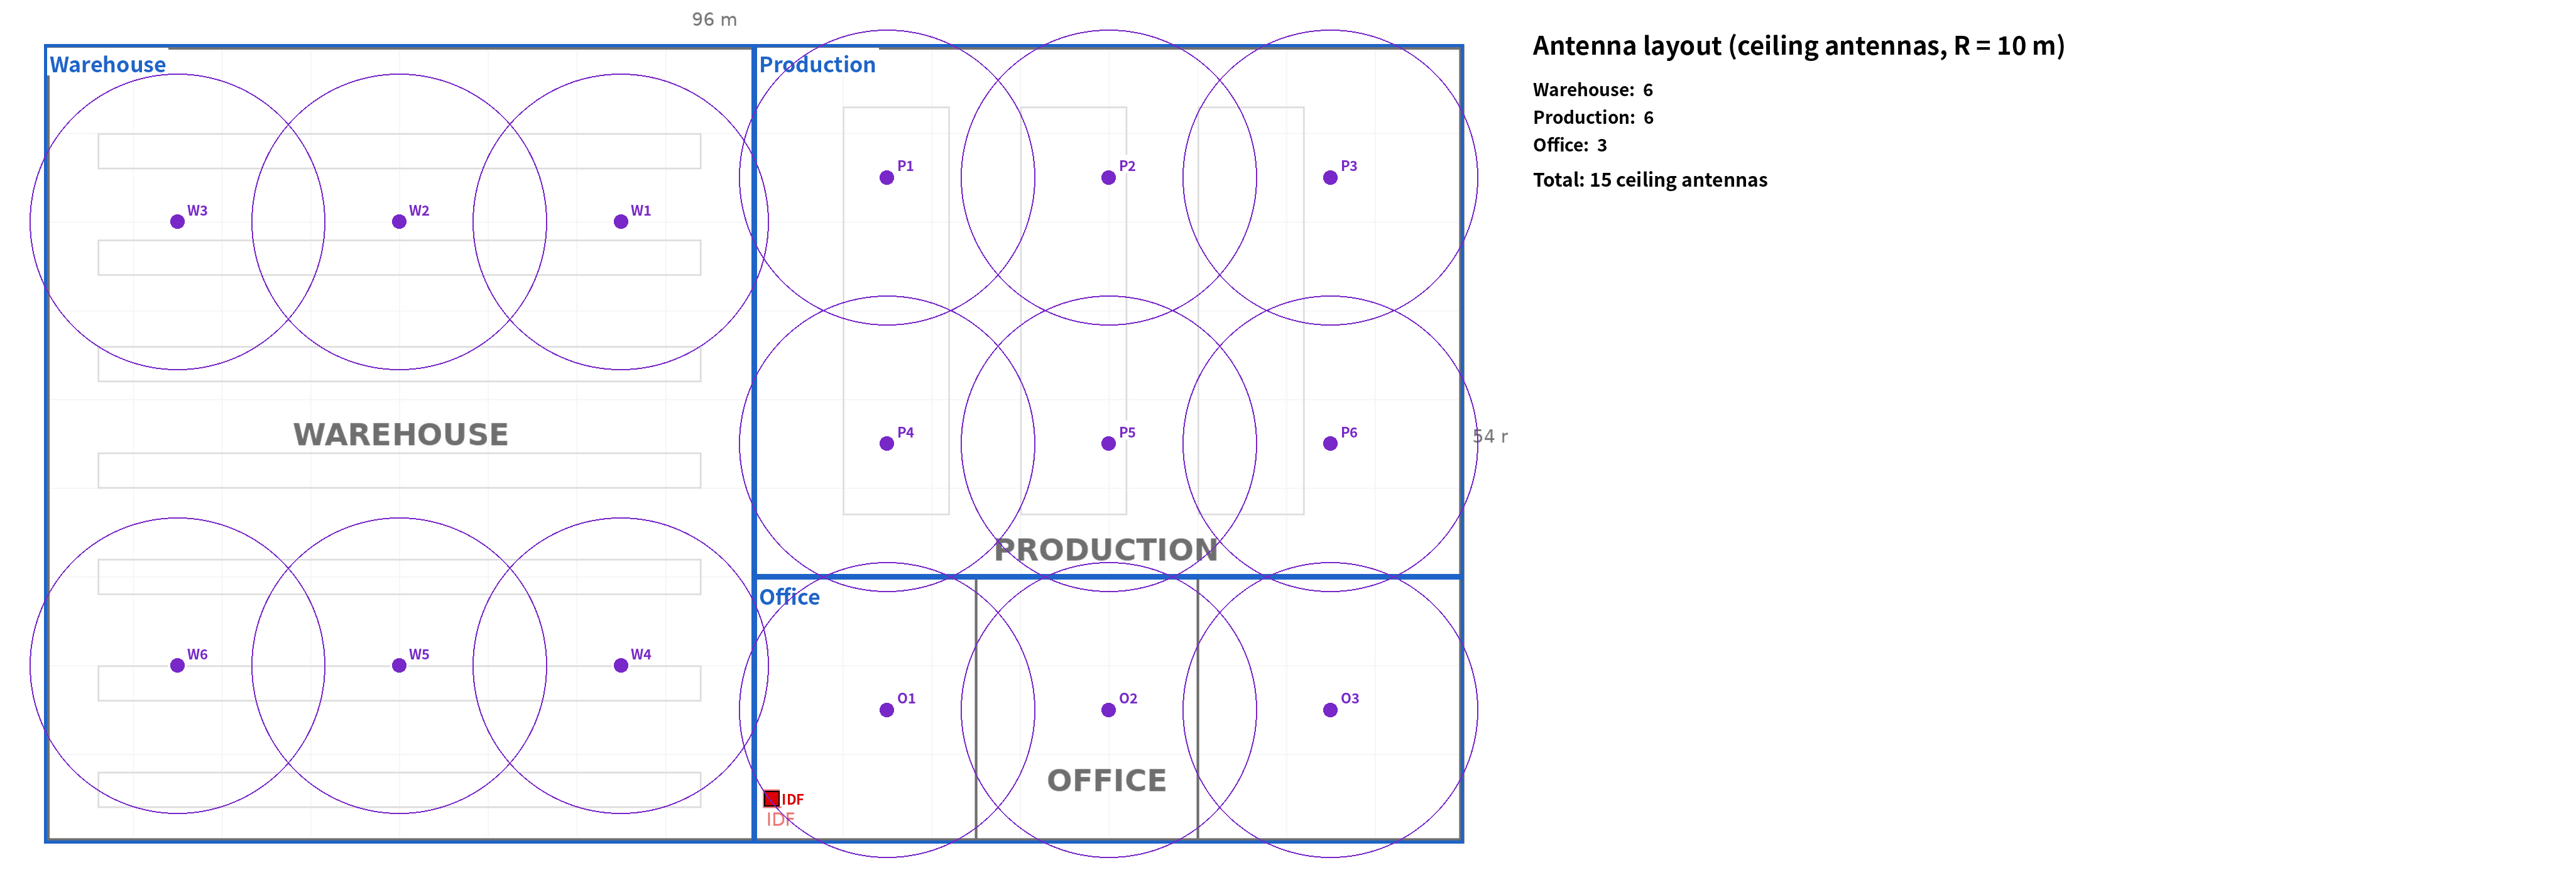 96 m
Antenna layout (ceiling antennas, R = 10 m)
Warehouse: 6
Production: 6
Office: 3
Total: 15 ceiling antennas
Warehouse
Production
P1
P2
P3
W3
W2
W1
WAREHOUSE
P4
P5
P6
54 r
PRODUCTION
Office
W6
W5
W4
O1
O2
O3
OFFICE
IDF
IDF